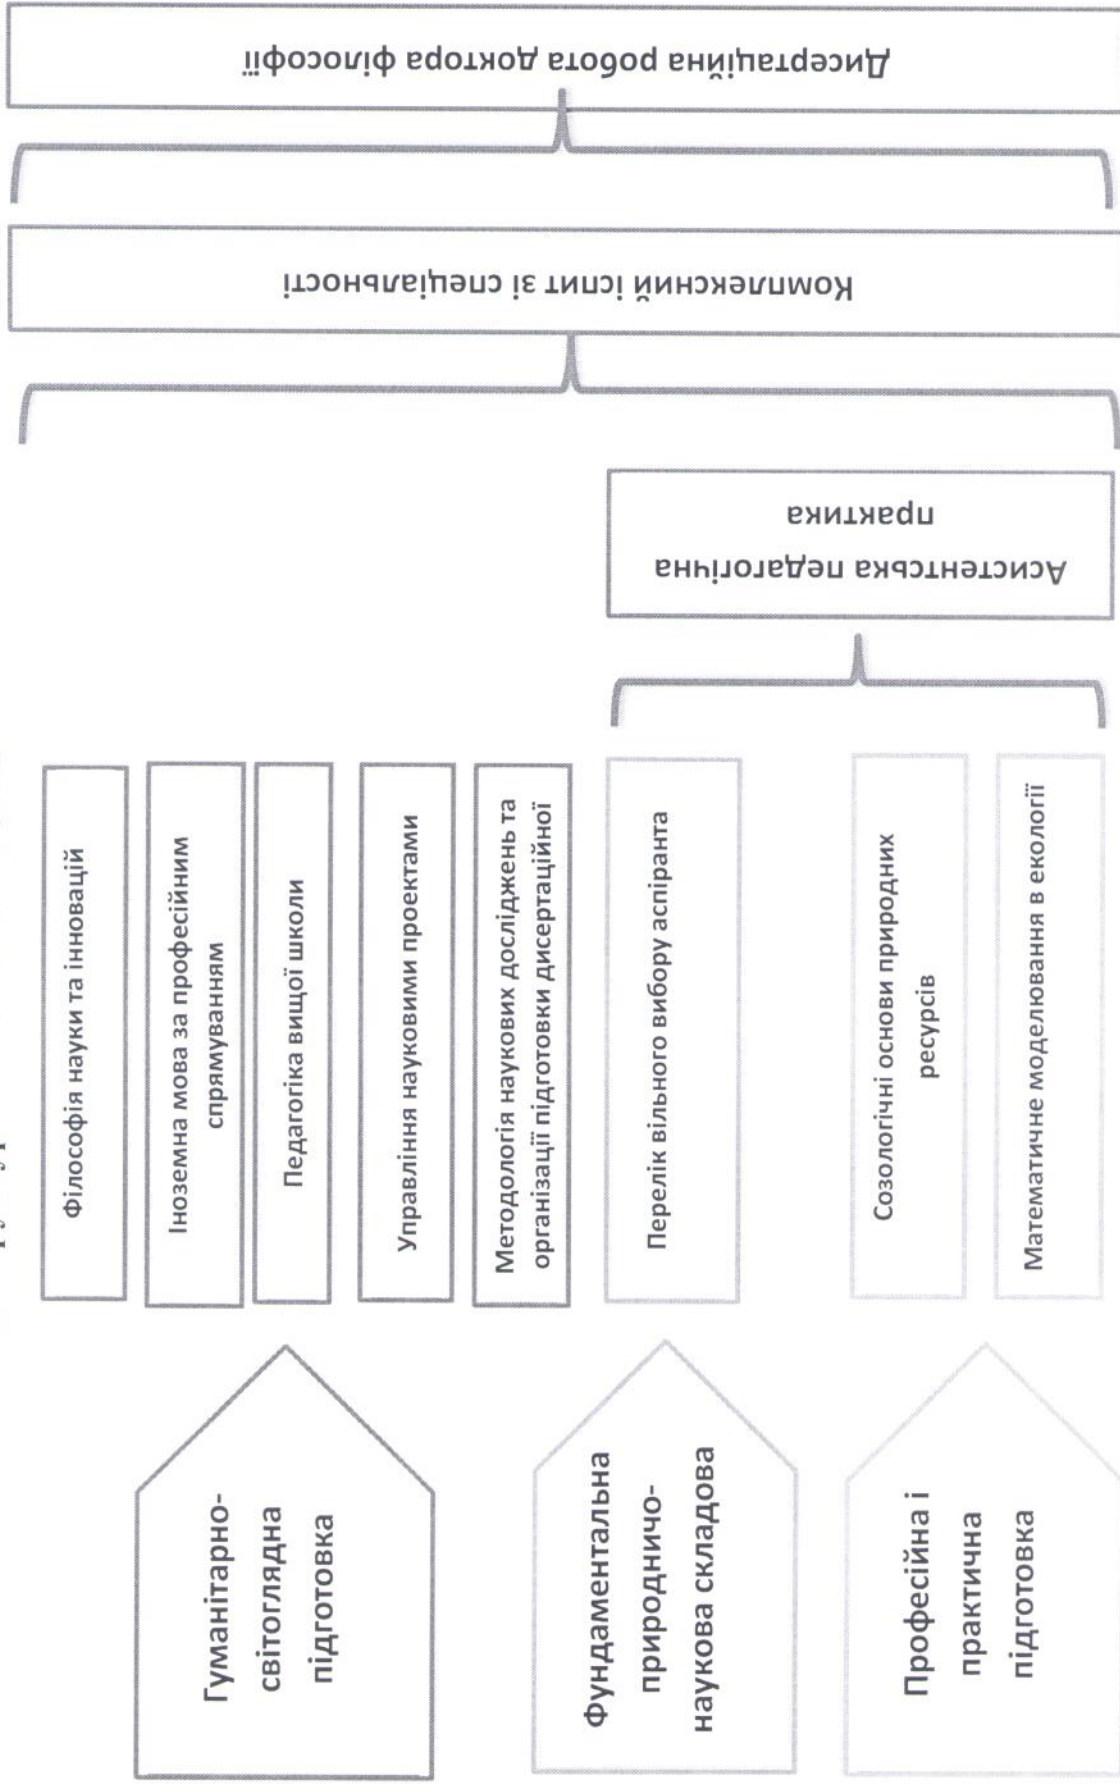 Гуманітарно-
світоглядна
підготовка
Філософія науки та інновацій
Іноземна мова за професійним
спрямуванням
Педагогіка вищої школи
Управління науковими проектами
Методологія наукових досліджень та
організації підготовки дисертаційної
Фундаментальна
природничо-
наукова складова
Перелік вільного вибору аспіранта
Професійна і
практична
підготовка
Созологічні основи природних
ресурсів
Математичне моделювання в екології
Асистентська педагогічна
практика
Комплексний іспит зі спеціальності
Дисертаційна робота доктора філософії